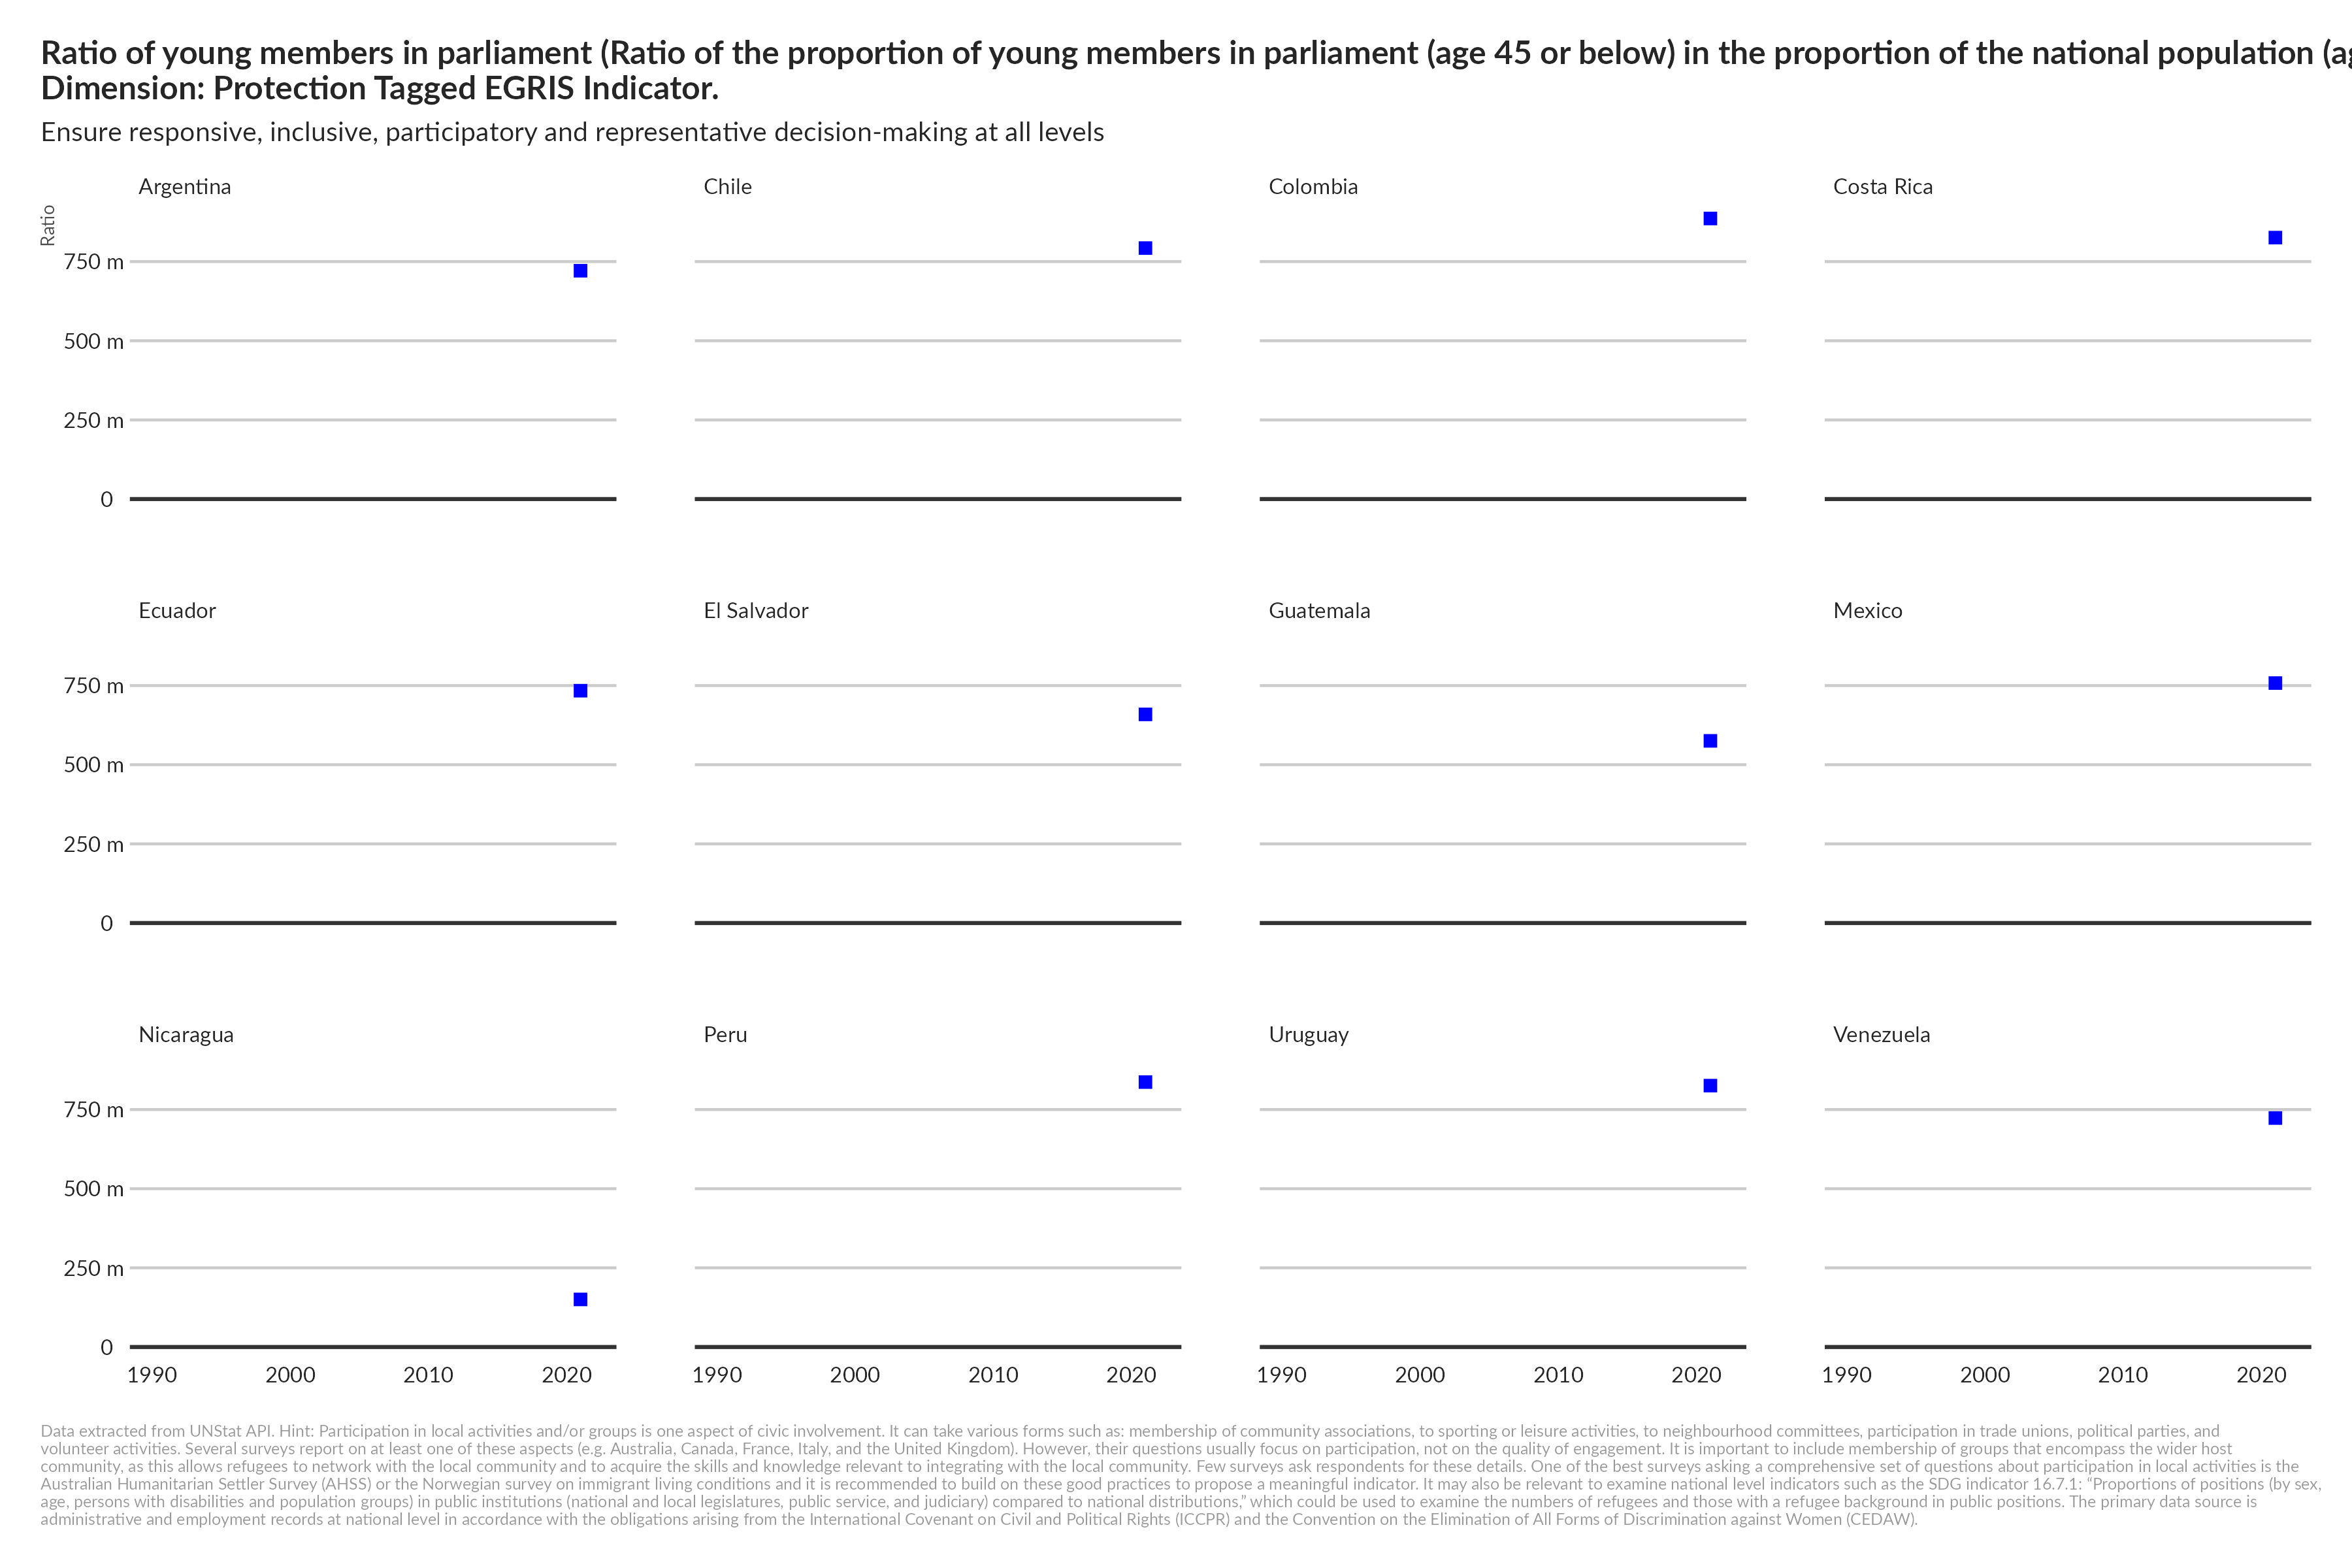 Ratio of young members in parliament (Ratio of the proportion of young members in parliament (age 45 or below) in the proportion of the national population (ag
Dimension: Protection Tagged EGRIS Indicator.
Ensure responsive, inclusive, participatory and representative decision-making at all levels
Argentina
Chile
Colombia
Costa Rica
Ratio
750 m
500 m
250 m
0
Ecuador
El Salvador
Guatemala
Mexico
750 m
500 m
250 m
0
Nicaragua
Peru
Uruguay
Venezuela
750 m
500 m
250 m
0
1990 2000 2010 2020
1990 2000 2010 2020
1990 2000 2010 2020
1990 2000 2010 2020
Data extracted from UNStat API. Hint: Participation in local activities and/or groups is one aspect of civic involvement. It can take various forms such as: membership of community associations, to sporting or leisure activities, to neighbourhood committees, participation in trade unions, political parties, and
volunteer activities. Several surveys report on at least one of these aspects (e.g. Australia, Canada, France, Italy, and the United Kingdom). However, their questions usually focus on participation, not on the quality of engagement. It is important to include membership of groups that encompass the wider host
community, as this allows refugees to network with the local community and to acquire the skills and knowledge relevant to integrating with the local community. Few surveys ask respondents for these details. One of the best surveys asking a comprehensive set of questions about participation in local activities is the
Australian Humanitarian Settler Survey (AHSS) or the Norwegian survey on immigrant living conditions and it is recommended to build on these good practices to propose a meaningful indicator. It may also be relevant to examine national level indicators such as the SDG indicator 16.7.1: “Proportions of positions (by sex,
age, persons with disabilities and population groups) in public institutions (national and local legislatures, public service, and judiciary) compared to national distributions,” which could be used to examine the numbers of refugees and those with a refugee background in public positions. The primary data source is
administrative and employment records at national level in accordance with the obligations arising from the International Covenant on Civil and Political Rights (ICCPR) and the Convention on the Elimination of All Forms of Discrimination against Women (CEDAW).